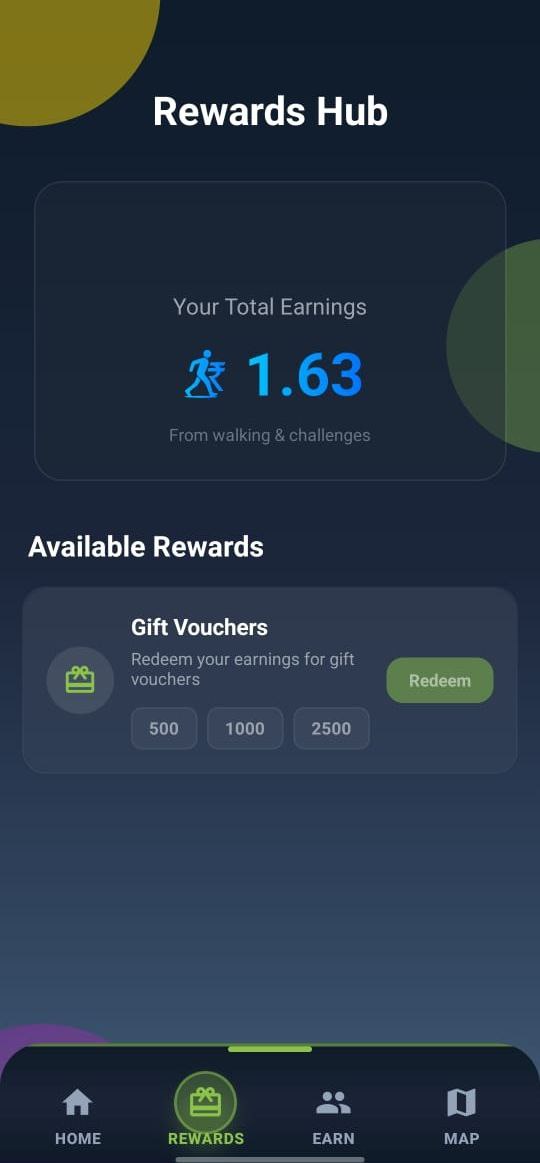 Rewards Hub
Your Total Earnings
1.63
From walking & challenges
Available Rewards
Gift Vouchers
Redeem your earnings for gift
vouchers
Redeem
500 1000 2500
HOME REWARDS EARN MAP